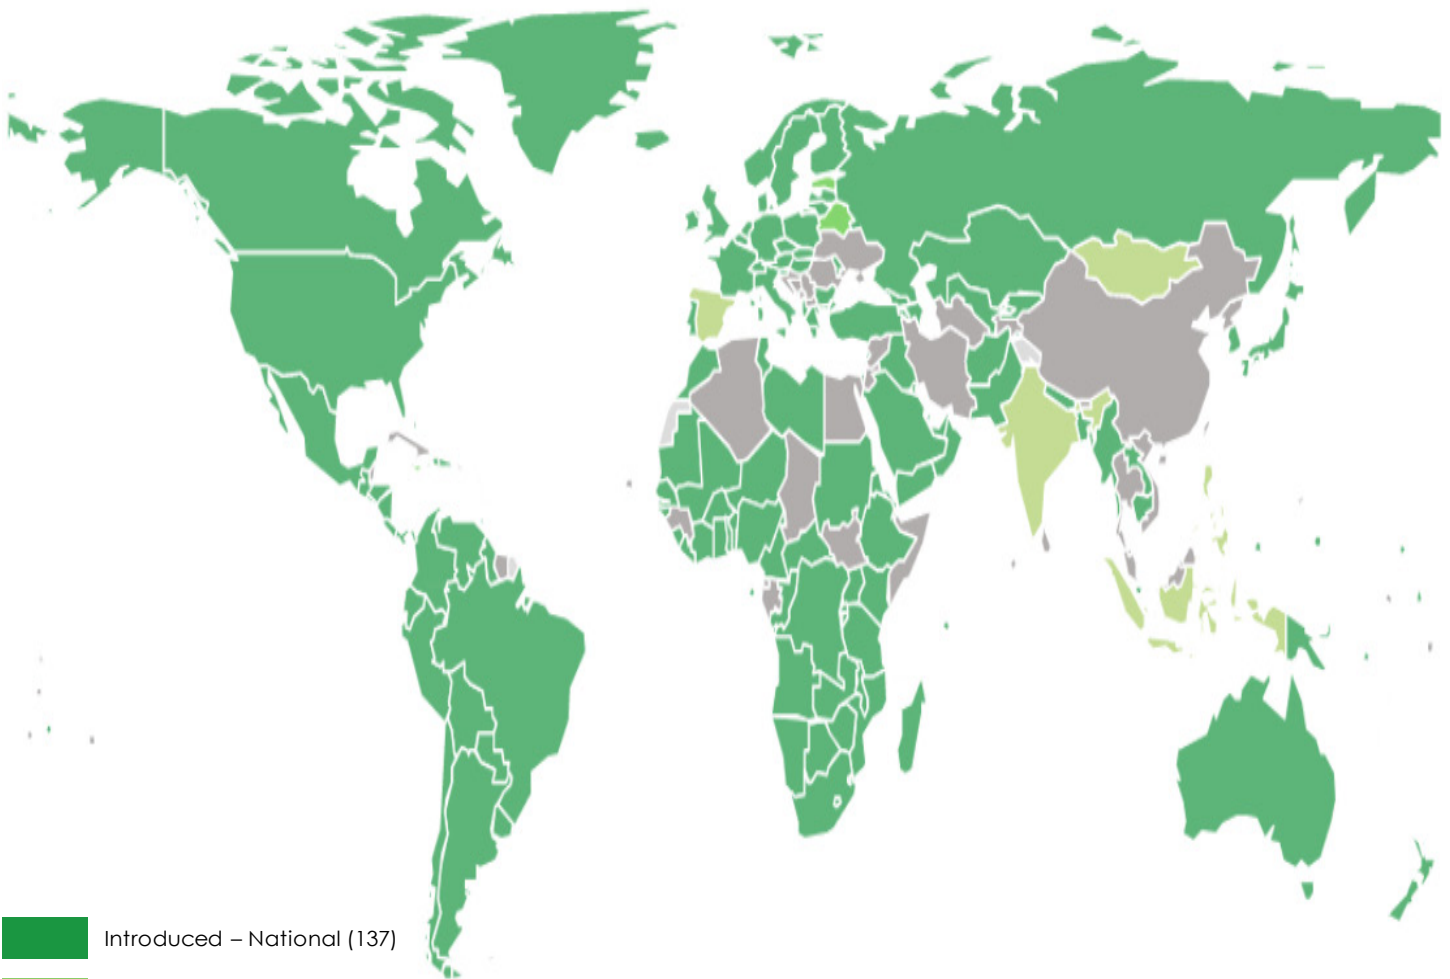 Introduced – National (137)